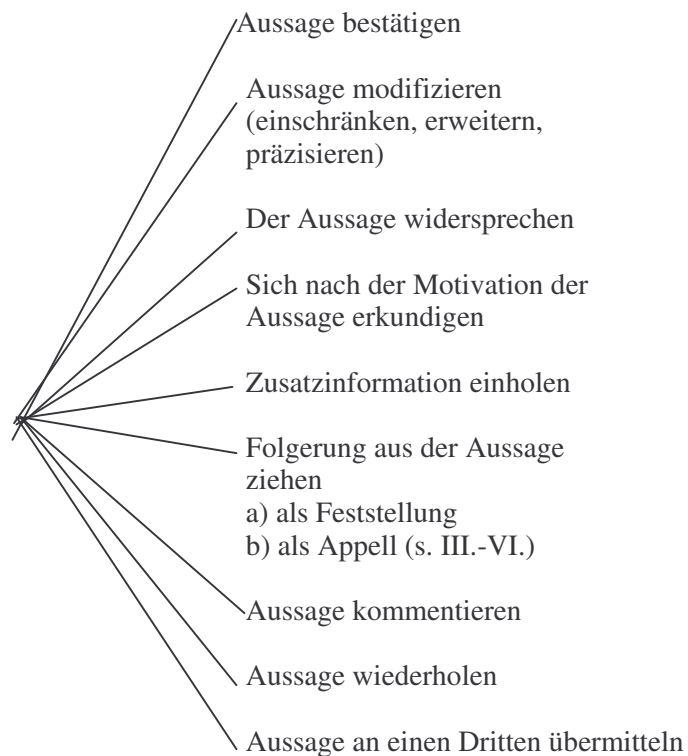 Aussage bestätigen
Aussage modifizieren
(einschränken, erweitern,
präzisieren)
Der Aussage widersprechen
Sich nach der Motivation der
Aussage erkundigen
Zusatzinformation einholen
Folgerung aus der Aussage
ziehen
a) als Feststellung
b) als Appell (s. III.-VI.)
Aussage kommentieren
Aussage wiederholen
Aussage an einen Dritten übermitteln